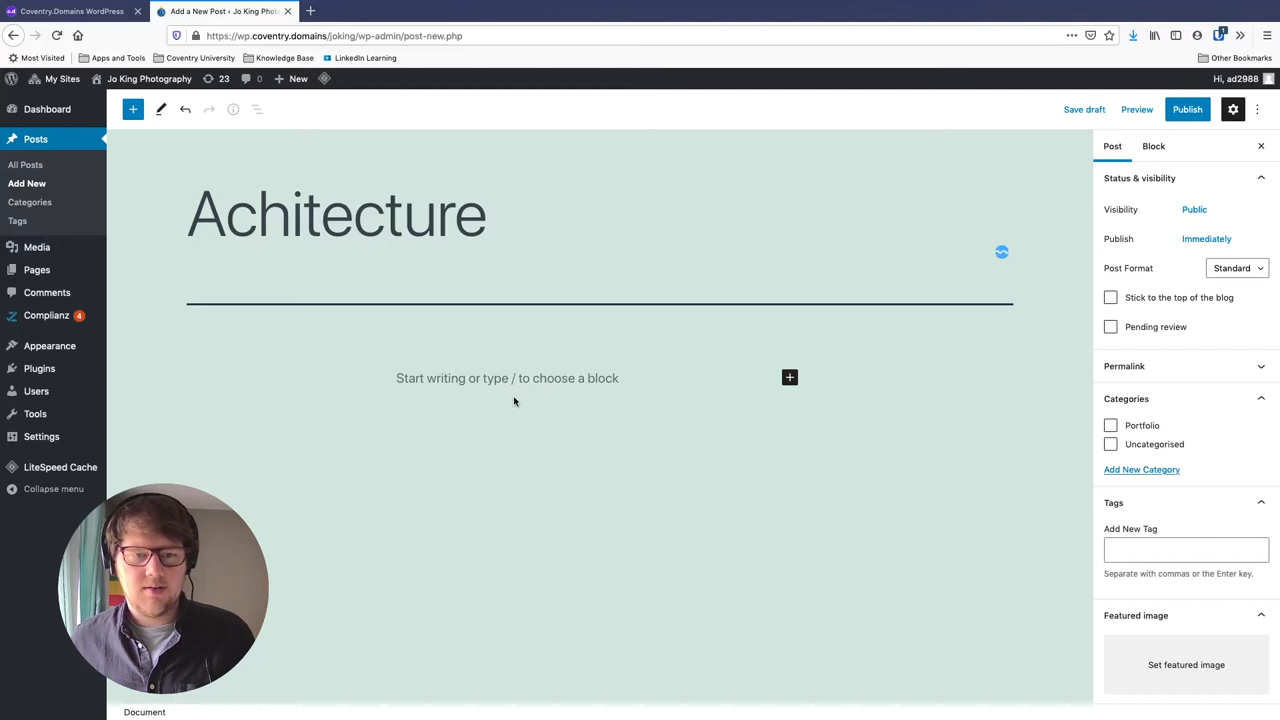 Coventry.Domains WordPress
Add a New Post ‹ Jo King Phot
https://wp.coventry.domains/joking/wp-admin/post-new.php
Most Visited Apps and Tools Coventry University Knowledge Base LinkedIn Learning Other Bookmarks
My Sites Jo King Photography 23 0 New Hi, ad2988
Dashboard
Posts
All Posts
Add New
Categories
Tags
Media
Pages
Comments
Complianz 4
Appearance
Plugins
Users
Tools
Settings
LiteSpeed Cache
Collapse menu
Save draft Preview Publish
Achitecture
Start writing or type / to choose a block
Post Block
Status & visibility
Visibility Public
Publish Immediately
Post Format Standard
Stick to the top of the blog
Pending review
Permalink
Categories
Portfolio
Uncategorised
Add New Category
Tags
Add New Tag
Separate with commas or the Enter key.
Featured image
Set featured image
Document